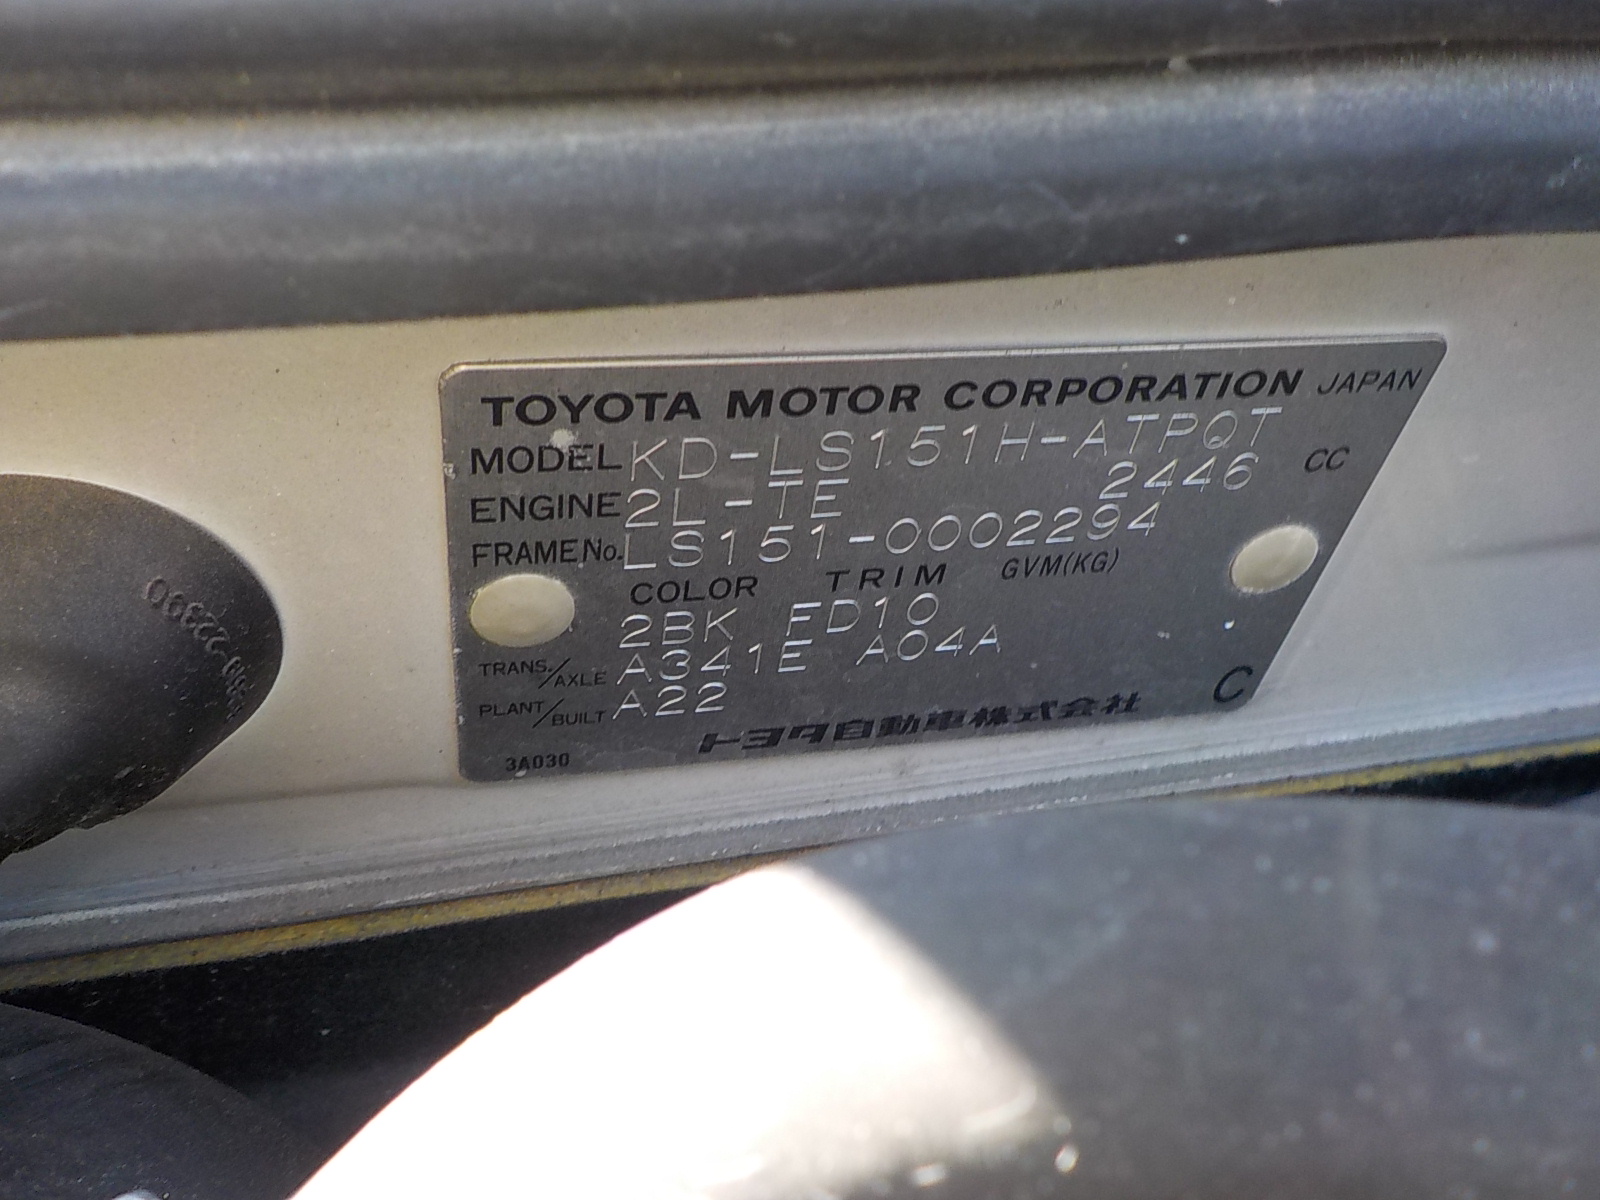 TOYOTA MOTOR CORPORATION JAPAN
MODEL KD-LS151H-ATPQT
ENGINE 2L-TE 2446 CC
FRAME No. LS151-0002294
COLOR TRIM GVM(KG)
2BK FD10
TRANS./AXLE A341E A04A
PLANT/BUILT A22
トヨタ自動車株式会社 C
3A030